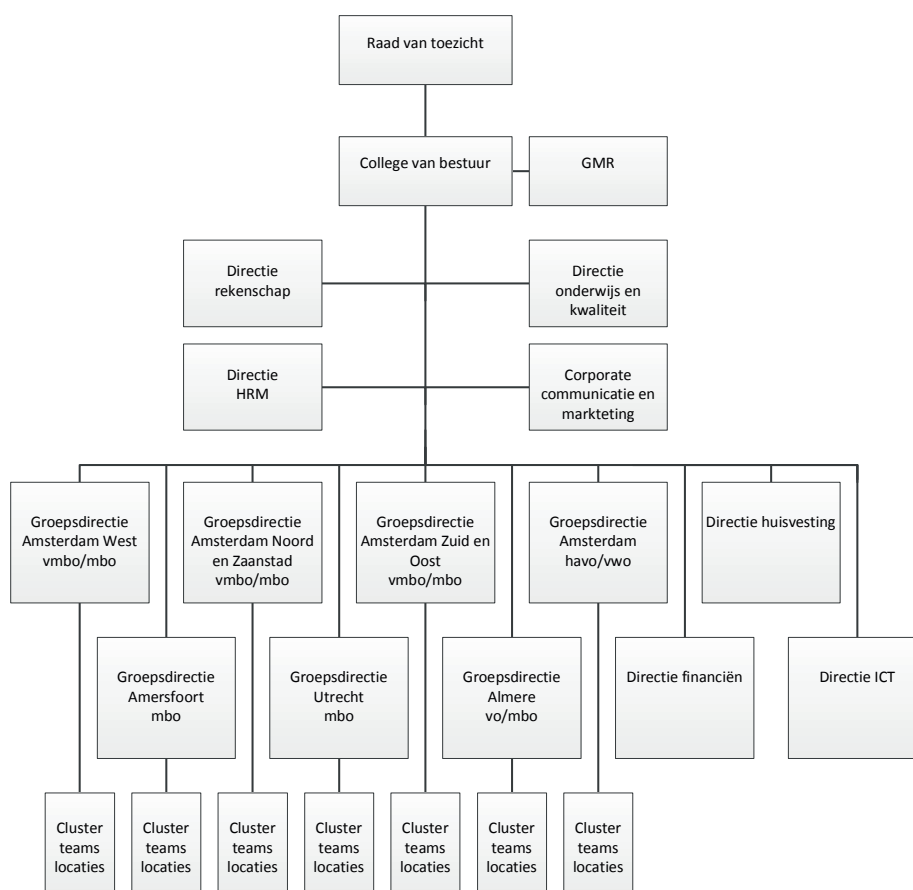 Raad van toezicht
College van bestuur
GMR
Directie
rekenschap
Directie
onderwijs en
kwaliteit
Directie
HRM
Corporate
communicatie en
markteting
Groepsdirectie
Amsterdam West
vmbo/mbo
Groepsdirectie
Amsterdam Noord
en Zaanstad
vmbo/mbo
Groepsdirectie
Amsterdam Zuid en
Oost
vmbo/mbo
Groepsdirectie
Amsterdam
havo/vwo
Directie huisvesting
Groepsdirectie
Amersfoort
mbo
Groepsdirectie
Utrecht
mbo
Groepsdirectie
Almere
vo/mbo
Directie financiën
Directie ICT
Cluster
teams
locaties
Cluster
teams
locaties
Cluster
teams
locaties
Cluster
teams
locaties
Cluster
teams
locaties
Cluster
teams
locaties
Cluster
teams
locaties